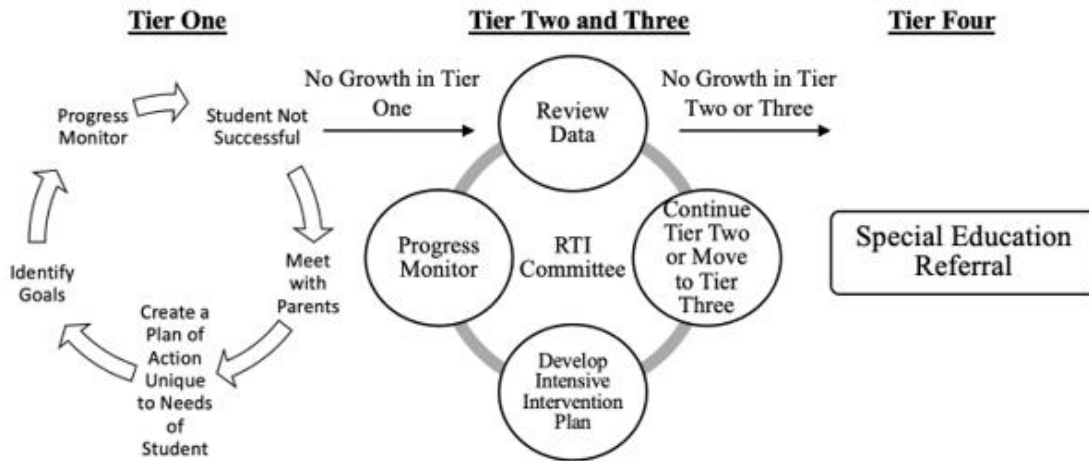 Tier One
Tier Two and Three
Tier Four
Progress
Monitor
Student Not
Successful
Meet
with
Parents
Create a
Plan of
Action
Unique
to Needs
of
Student
Identify
Goals
No Growth in Tier
One
Review
Data
Continue
Tier Two
or Move
to Tier
Three
Develop
Intensive
Intervention
Plan
Progress
Monitor
RTI
Committee
No Growth in Tier
Two or Three
Special Education
Referral